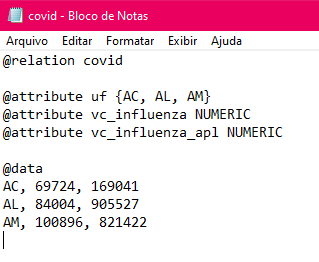 covid - Bloco de Notas
Arquivo Editar Formatar Exibir Ajuda
@relation covid
@attribute uf {AC, AL, AM}
@attribute vc_influenza NUMERIC
@attribute vc_influenza_apl NUMERIC
@data
AC, 69724, 169041
AL, 84004, 905527
AM, 100896, 821422